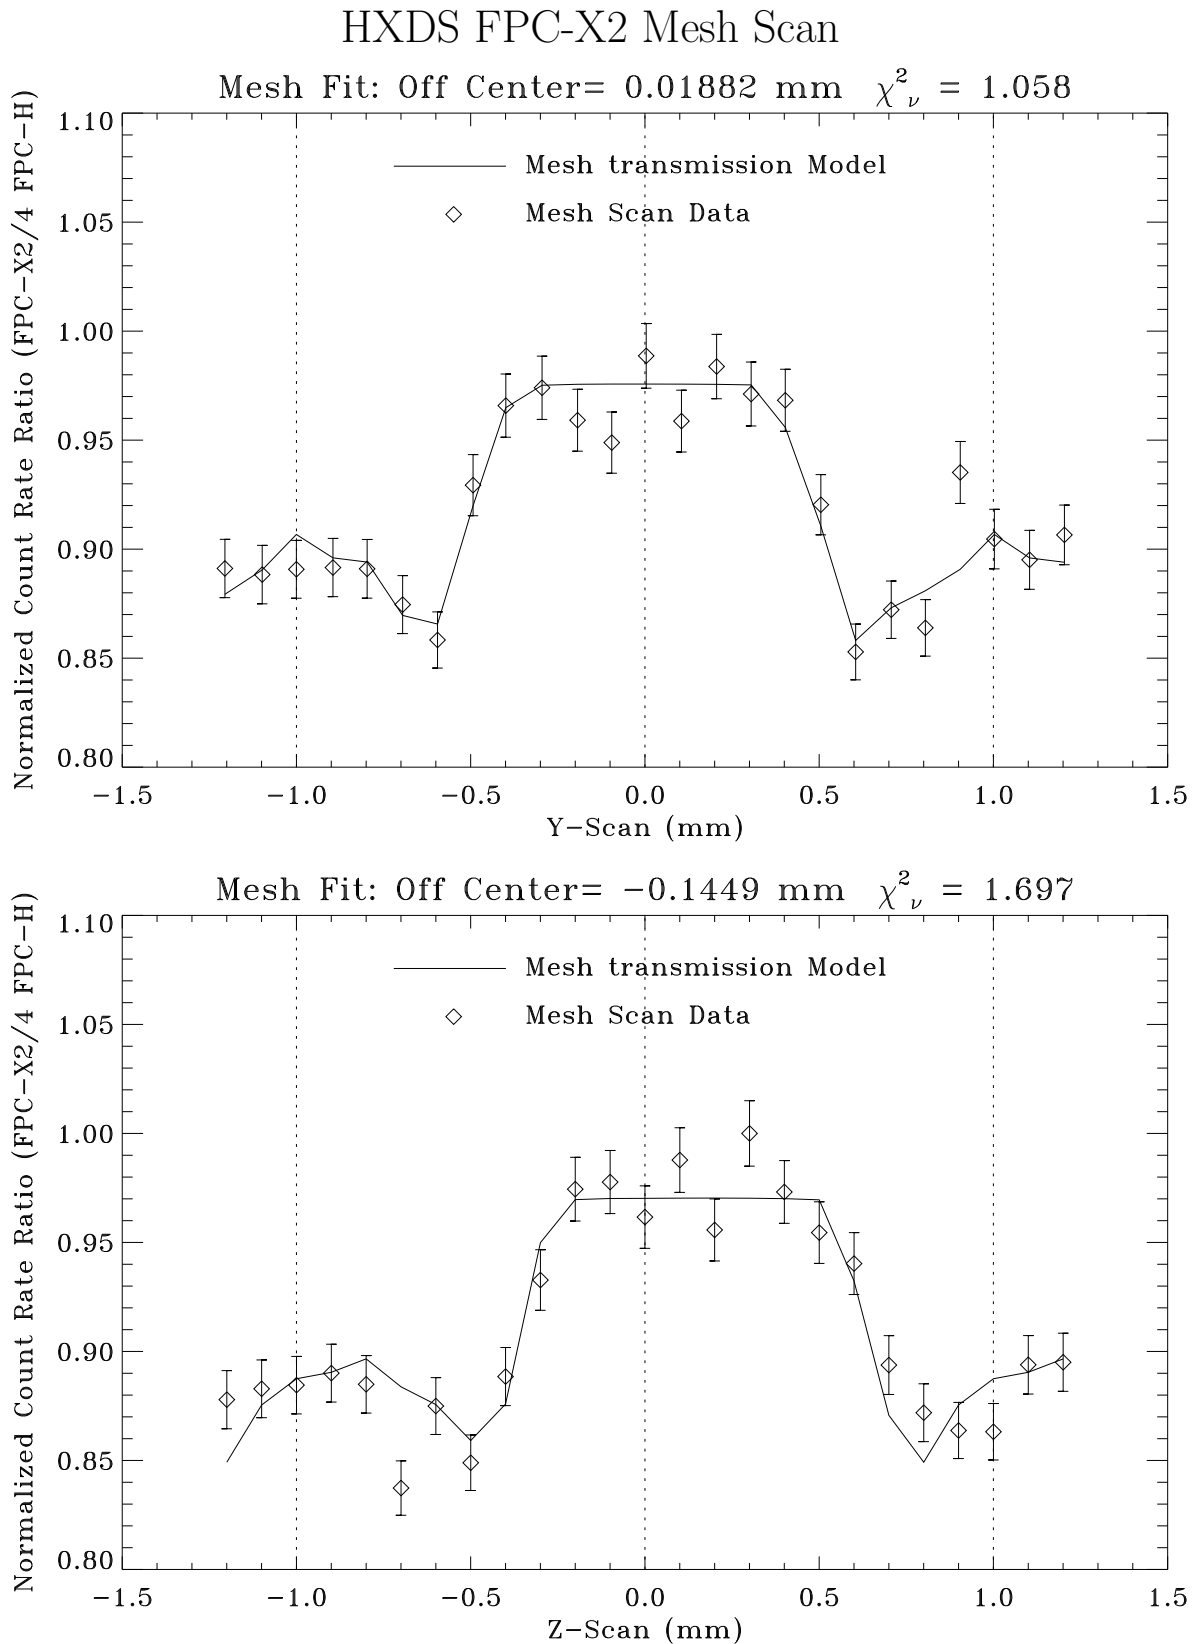 HXDS FPC-X2 Mesh Scan
Mesh Fit: Off Center= 0.01882 mm χ²ᵥ = 1.058
Normalized Count Rate Ratio (FPC-X2/4 FPC-H)
1.10
1.05
1.00
0.95
0.90
0.85
0.80
Mesh transmission Model
Mesh Scan Data
-1.5 -1.0 -0.5 0.0 0.5 1.0 1.5
Y-Scan (mm)
Mesh Fit: Off Center= -0.1449 mm χ²ᵥ = 1.697
Normalized Count Rate Ratio (FPC-X2/4 FPC-H)
1.10
1.05
1.00
0.95
0.90
0.85
0.80
Mesh transmission Model
Mesh Scan Data
-1.5 -1.0 -0.5 0.0 0.5 1.0 1.5
Z-Scan (mm)